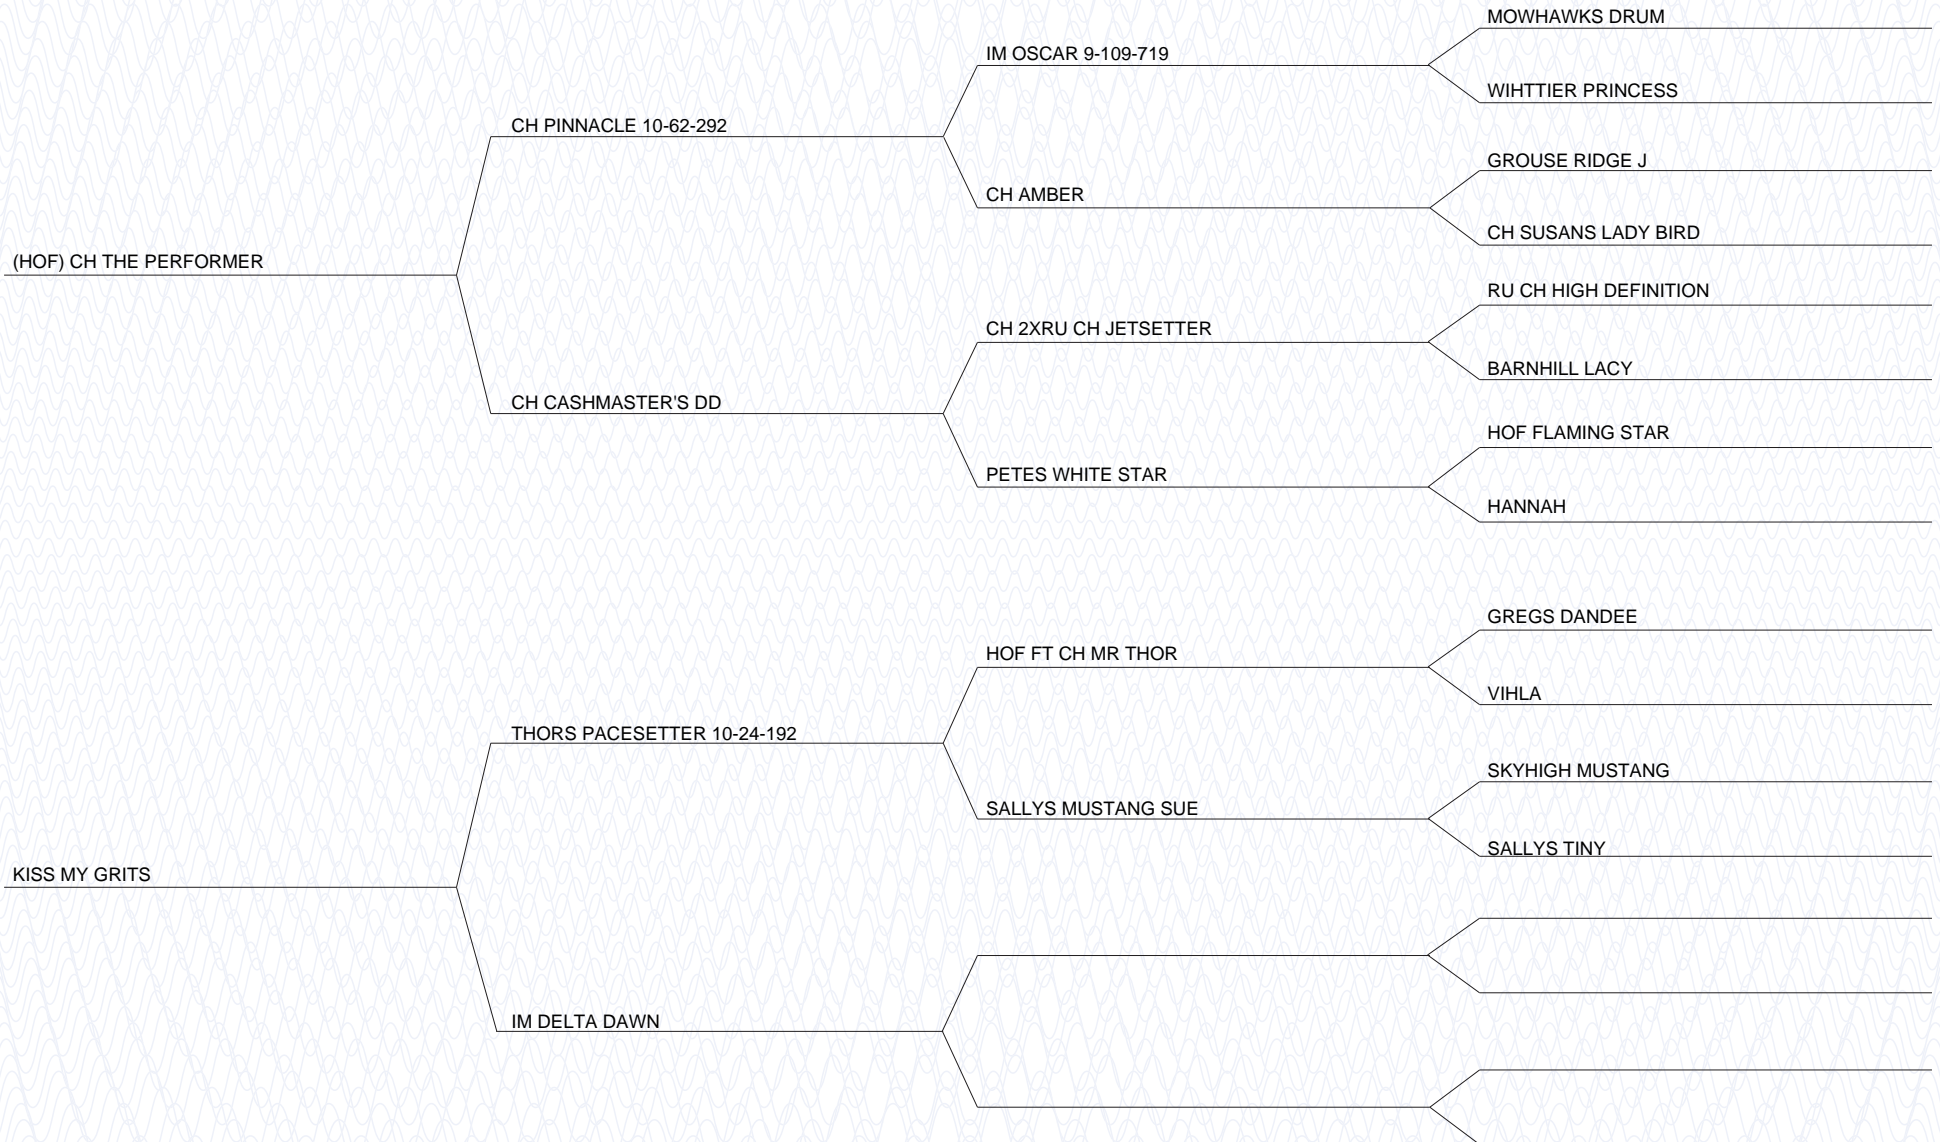 MOWHAWKS DRUM
IM OSCAR 9-109-719
WIHTTIER PRINCESS
CH PINNACLE 10-62-292
GROUSE RIDGE J
CH AMBER
CH SUSANS LADY BIRD
(HOF) CH THE PERFORMER
RU CH HIGH DEFINITION
CH 2XRU CH JETSETTER
BARNHILL LACY
CH CASHMASTER'S DD
HOF FLAMING STAR
PETES WHITE STAR
HANNAH
GREGS DANDEE
HOF FT CH MR THOR
VIHLA
THORS PACESETTER 10-24-192
SKYHIGH MUSTANG
SALLYS MUSTANG SUE
SALLYS TINY
KISS MY GRITS
IM DELTA DAWN